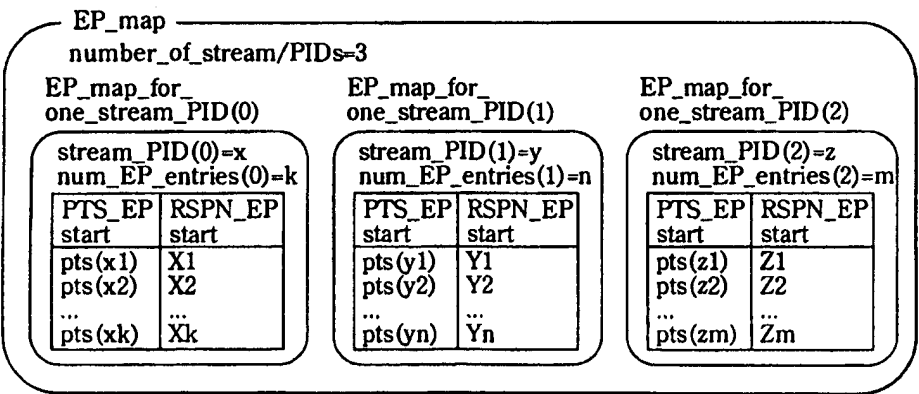 EP_map
number_of_stream/PIDs=3
EP_map_for_
one_stream_PID(0)
stream_PID(0)=x
num_EP_entries(0)=k
PTS_EP RSPN_EP
start start
pts(x1) X1
pts(x2) X2
... ...
pts(xk) Xk
EP_map_for_
one_stream_PID(1)
stream_PID(1)=y
num_EP_entries(1)=n
PTS_EP RSPN_EP
start start
pts(y1) Y1
pts(y2) Y2
... ...
pts(yn) Yn
EP_map_for_
one_stream_PID(2)
stream_PID(2)=z
num_EP_entries(2)=m
PTS_EP RSPN_EP
start start
pts(z1) Z1
pts(z2) Z2
... ...
pts(zm) Zm